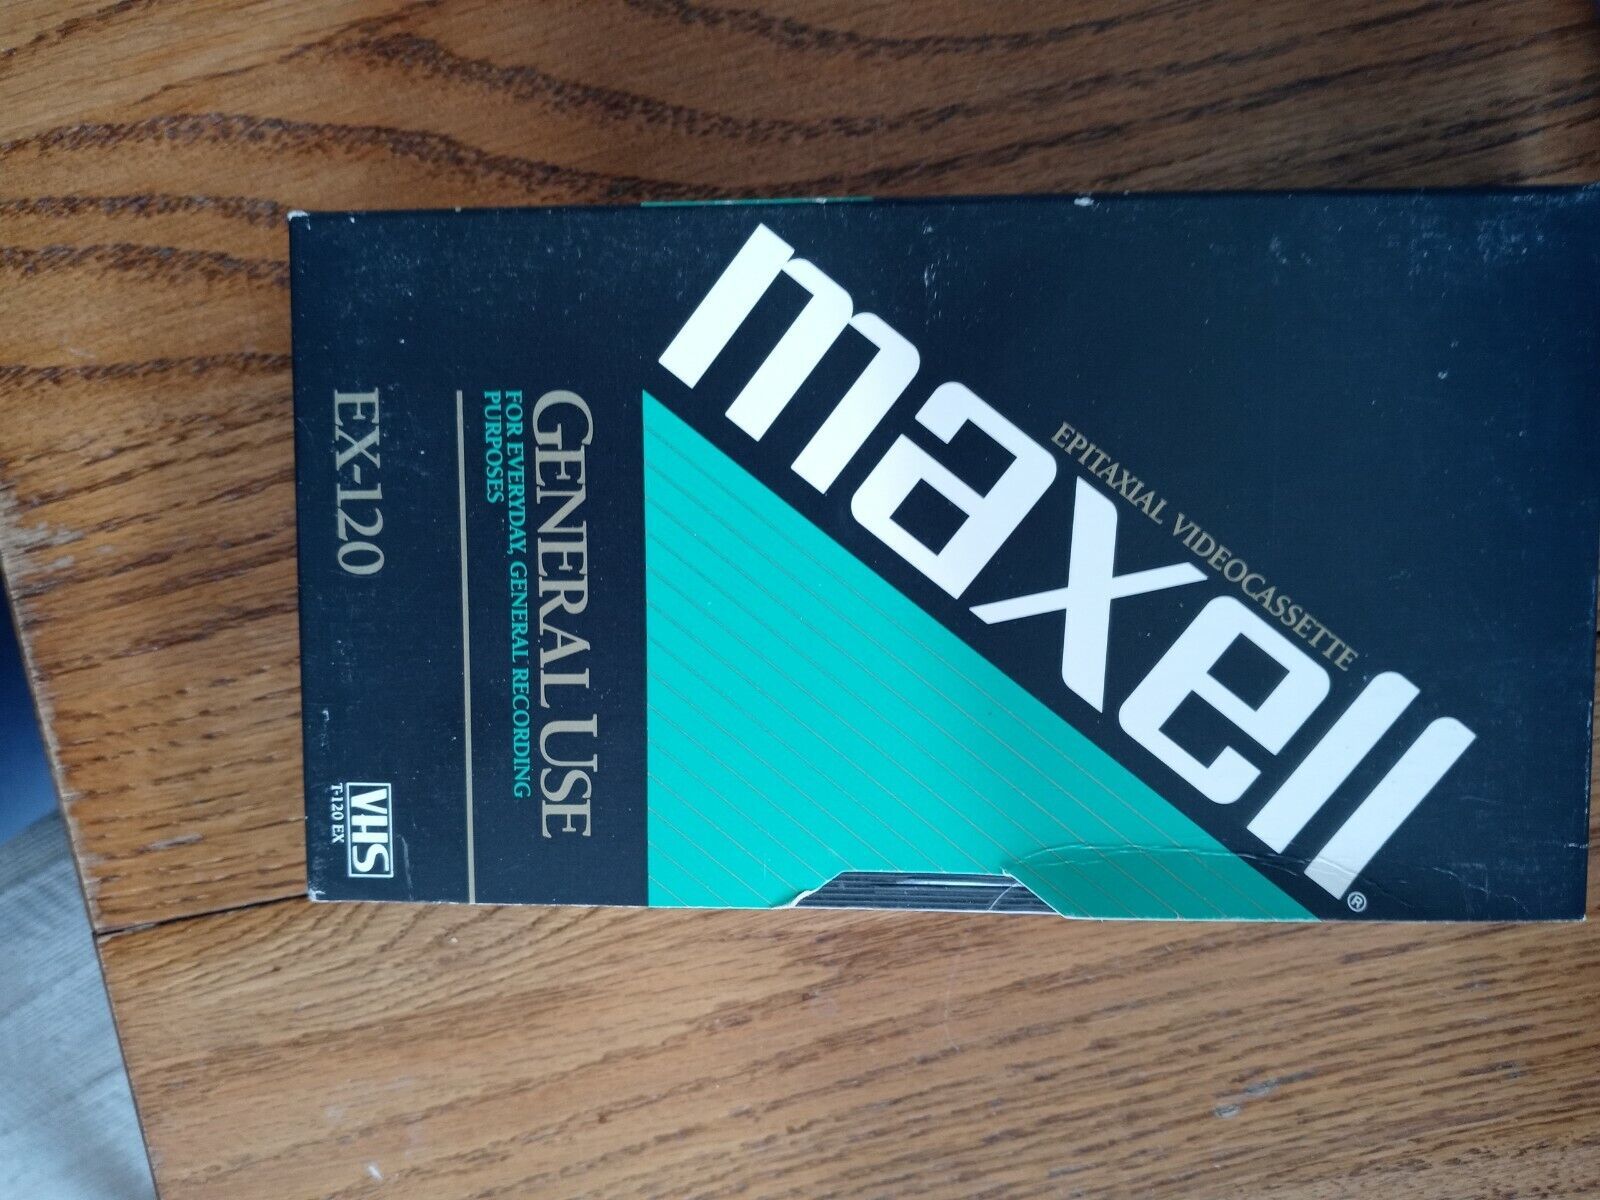 EPITAXIAL VIDEOCASSETTE
maxell®
GENERAL USE
FOR EVERYDAY, GENERAL RECORDING
PURPOSES
EX-120
VHS
T-120 EX